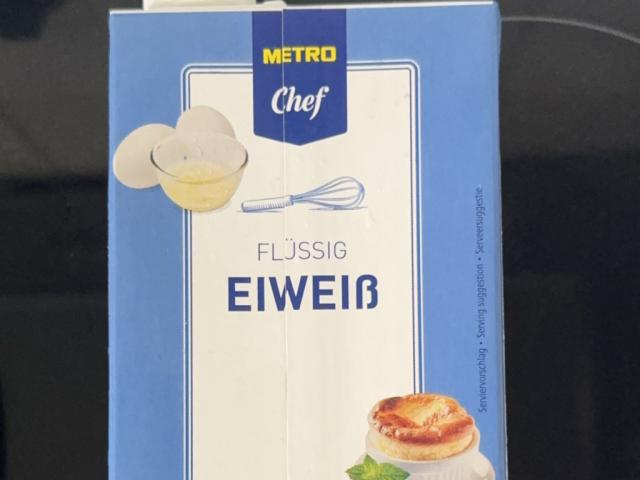 METRO
Chef
FLÜSSIG
EIWEIß
Serviervorschlag • Serving suggestion • Serveersuggestie